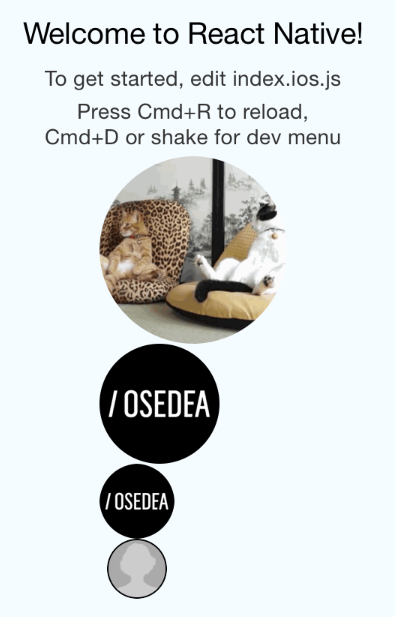 Welcome to React Native!
To get started, edit index.ios.js
Press Cmd+R to reload,
Cmd+D or shake for dev menu
/ OSEDEA
/ OSEDEA